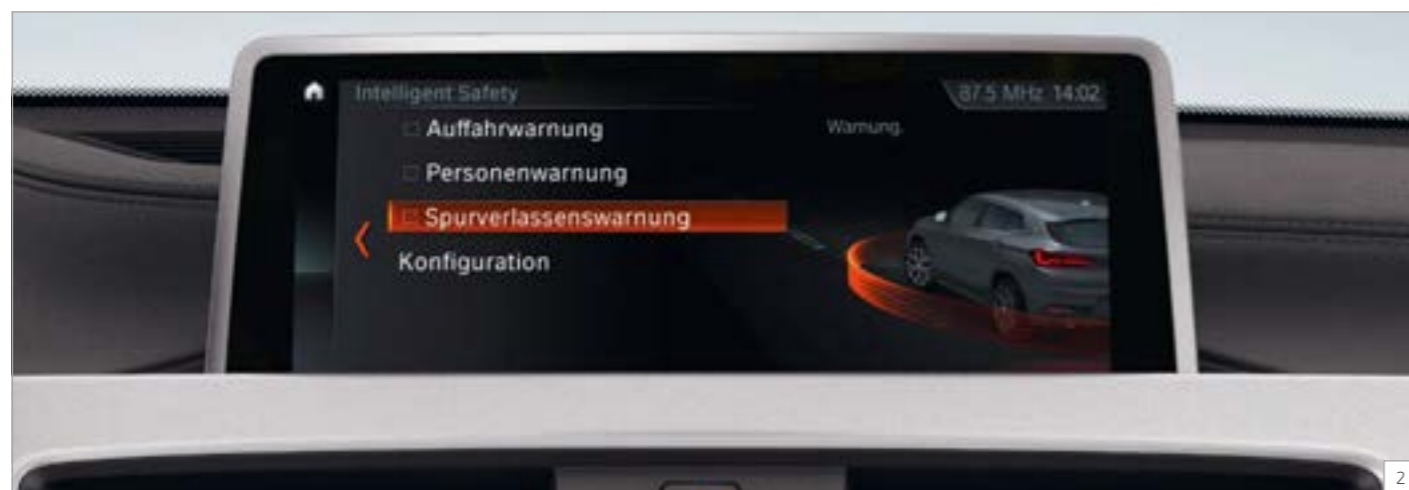 Intelligent Safety
87.5 MHz 14:02
Auffahrwarnung
Warnung.
Personenwarnung
Spurverlassenswarnung
Konfiguration
2